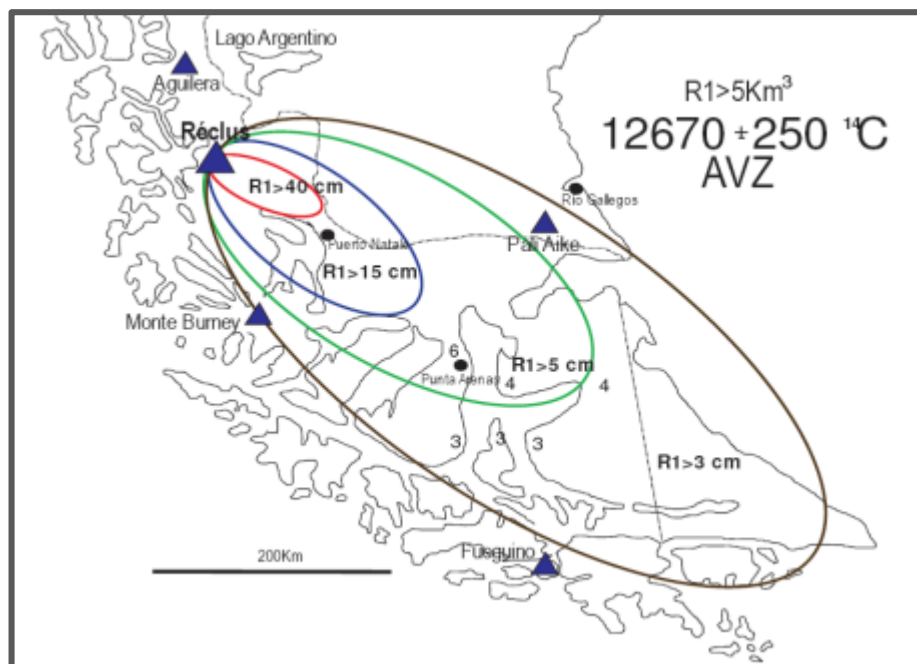 Lago Argentino
Aguilera
R1>5Km³
12670 ± 250 ¹⁴C
AVZ
Réclus
R1>40 cm
Río Gallegos
Puerto Natale
Pali Aike
R1>15 cm
Monte Burney
6
R1>5 cm
Punta Arenas
4
4
3
3
3
R1>3 cm
200Km
Fueguino